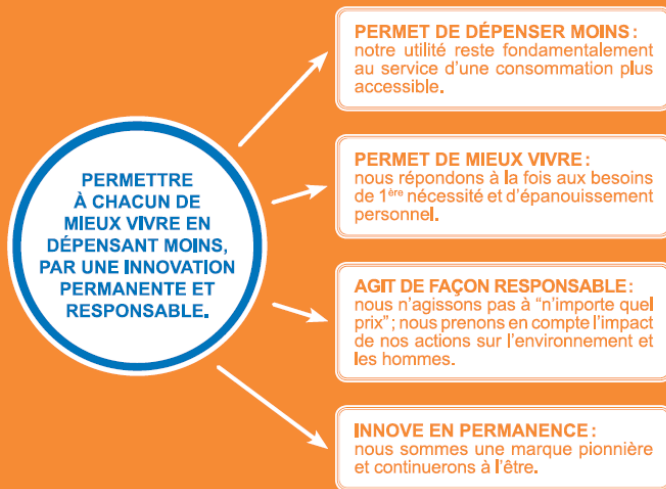 PERMETTRE
À CHACUN DE
MIEUX VIVRE EN
DÉPENSANT MOINS,
PAR UNE INNOVATION
PERMANENTE ET
RESPONSABLE.
PERMET DE DÉPENSER MOINS :
notre utilité reste fondamentalement
au service d'une consommation plus
accessible.
PERMET DE MIEUX VIVRE :
nous répondons à la fois aux besoins
de 1ère nécessité et d'épanouissement
personnel.
AGIT DE FAÇON RESPONSABLE :
nous n'agissons pas à "n'importe quel
prix" ; nous prenons en compte l'impact
de nos actions sur l'environnement et
les hommes.
INNOVE EN PERMANENCE :
nous sommes une marque pionnière
et continuerons à l'être.